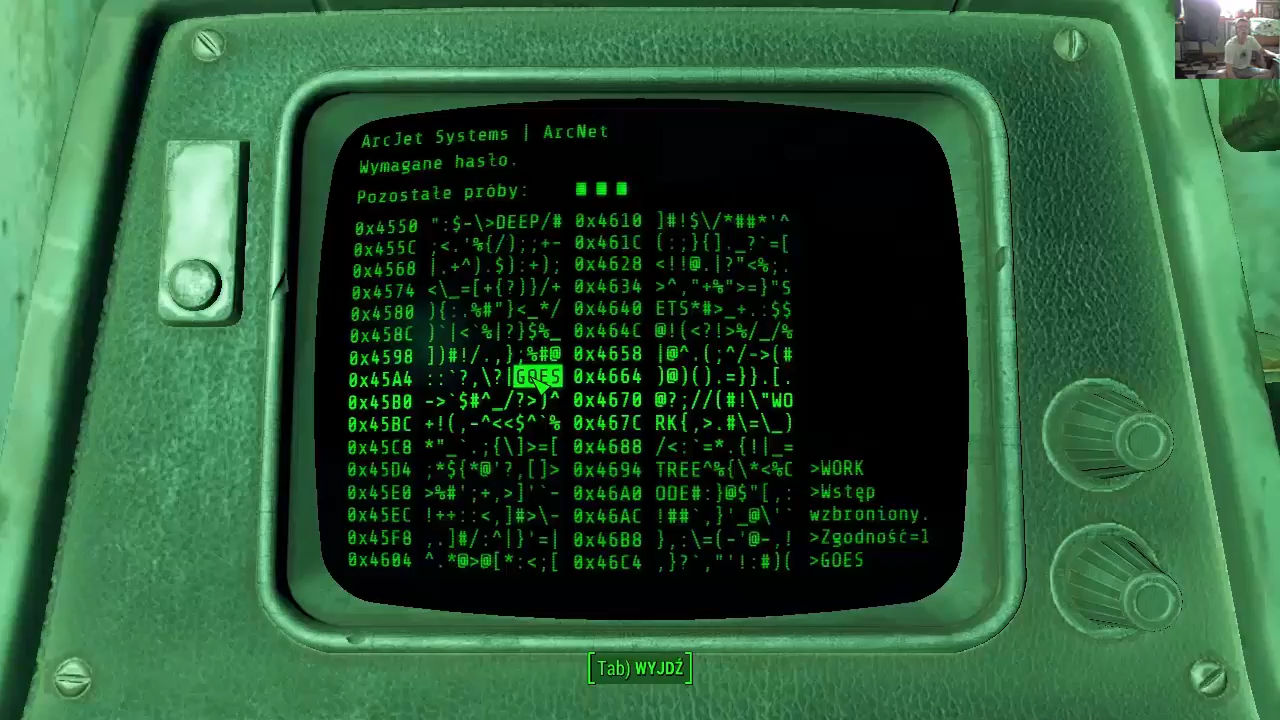 ArcJet Systems | ArcNet
Wymagane hasło.
Pozostałe próby: ■ ■ ■
0x4550 ":$-\>DEEP/# 0x4610 ]#!$\/*##*'^
0x455C ;<.'%{/);;+- 0x461C (:;}{]._?`=[
0x4568 |.+^).$):+); 0x4628 <!!@.|?"<%;.
0x4574 <\_=[+{?)}/+ 0x4634 >^,"+%">=}"S
0x4580 ){:.%#"}<_*/ 0x4640 ETS*#>_+.:$$
0x458C )`|<`%|?}$%_ 0x464C @!(<?!>%/_/%
0x4598 ])#!/.,};%#@ 0x4658 |@^.(;^/->(#
0x45A4 ::`?,\?|GOES 0x4664 )@)().=}}.[.
0x45B0 ->`$#^_/?>)^ 0x4670 @?;//(#!\"WO
0x45BC +!(,-^<<$^`% 0x467C RK{,>.#\=\_)
0x45C8 *"_`.;{\]>=[ 0x4688 /<:`=*.{!|_=
0x45D4 ;*${*@'?,[]> 0x4694 TREE^%{\*<%C >WORK
0x45E0 >%#';+,>]'`- 0x46A0 ODE#:}@$"[,: >Wstęp
0x45EC !++::<,]#>\- 0x46AC !##`,}'_@\'` wzbroniony.
0x45F8 ,.]#/:^|}'=| 0x46B8 },:\=(-'@-,! >Zgodność=1
0x4604 ^.*@>@[*:<;[ 0x46C4 ,}?`,"'!:#)( >GOES
[Tab) WYJDŹ]